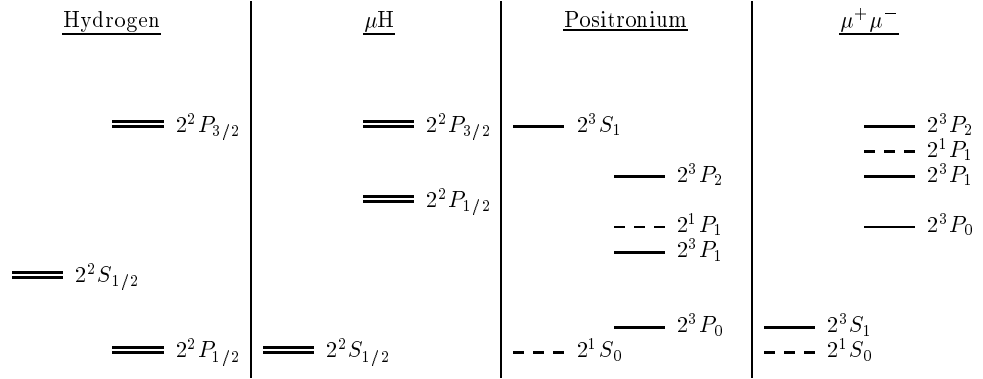 Hydrogen
2²P₃/₂
2²S₁/₂
2²P₁/₂
μH
2²P₃/₂
2²P₁/₂
2²S₁/₂
Positronium
2³S₁
2³P₂
2¹P₁
2³P₁
2³P₀
2¹S₀
μ⁺μ⁻
2³P₂
2¹P₁
2³P₁
2³P₀
2³S₁
2¹S₀